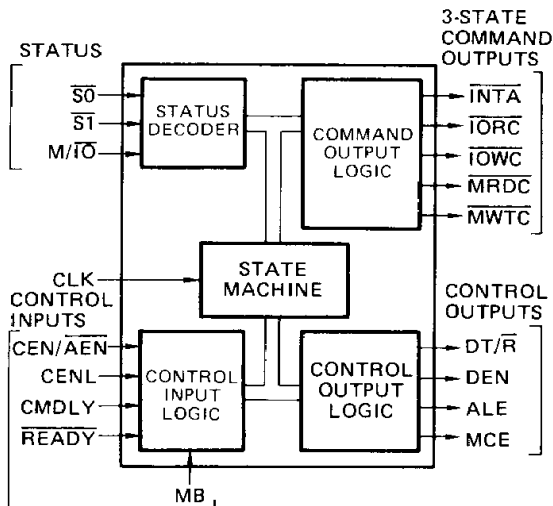 STATUS
S0
S1
M/IO
STATUS
DECODER
3-STATE
COMMAND
OUTPUTS
COMMAND
OUTPUT
LOGIC
INTA
IORC
IOWC
MRDC
MWTC
CLK
STATE
MACHINE
CONTROL
INPUTS
CEN/AEN
CENL
CMDLY
READY
CONTROL
INPUT
LOGIC
MB
CONTROL
OUTPUT
LOGIC
CONTROL
OUTPUTS
DT/R
DEN
ALE
MCE